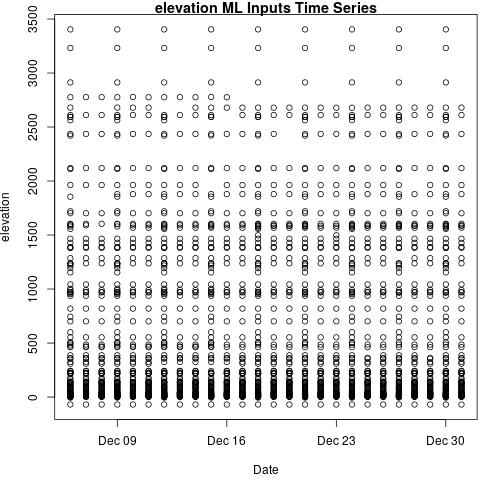 elevation ML Inputs Time Series
3500
3000
2500
2000
1500
1000
500
0
elevation
Dec 09
Dec 16
Dec 23
Dec 30
Date